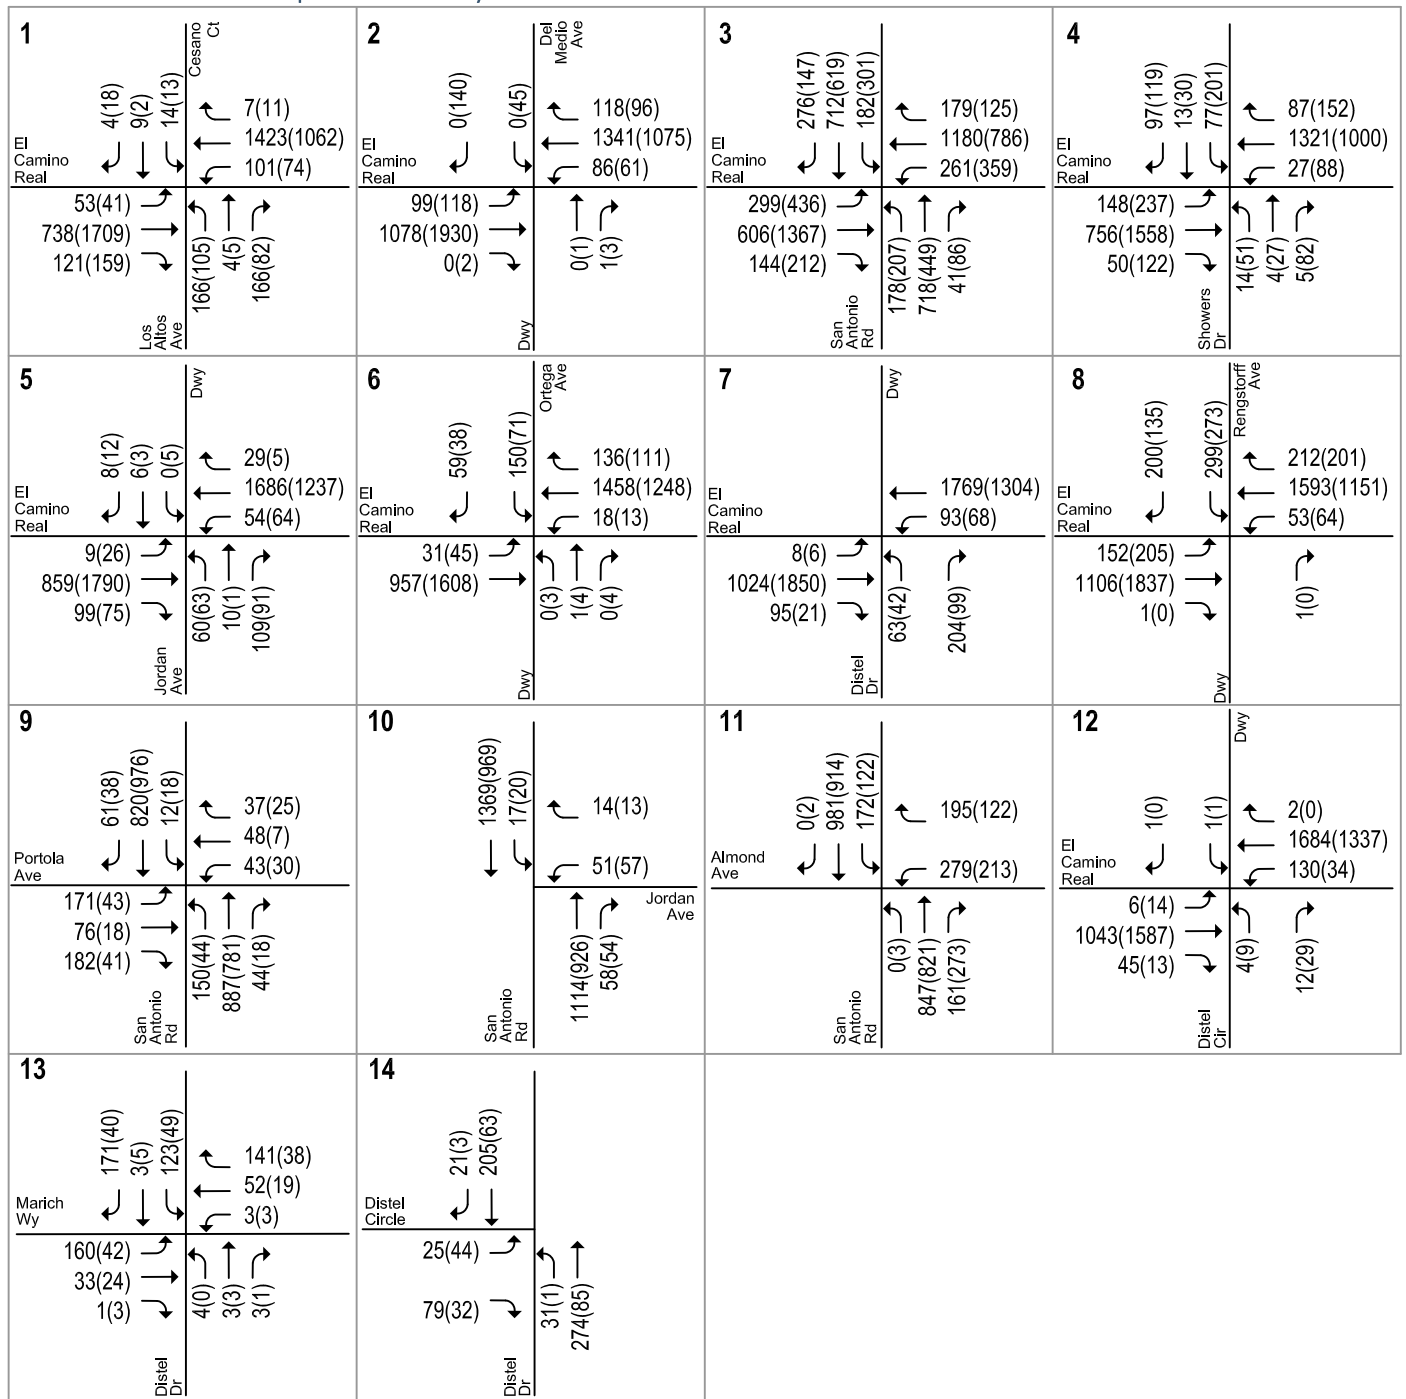 1
Cesano
Ct
4(18)
9(2)
14(13)
7(11)
1423(1062)
101(74)
El
Camino
Real
53(41)
738(1709)
121(159)
166(105)
4(5)
166(82)
Los
Altos
Ave
2
Del
Medio
Ave
0(140)
0(45)
118(96)
1341(1075)
86(61)
El
Camino
Real
99(118)
1078(1930)
0(2)
0(1)
1(3)
Dwy
3
276(147)
712(619)
182(301)
179(125)
1180(786)
261(359)
El
Camino
Real
299(436)
606(1367)
144(212)
178(207)
718(449)
41(86)
San
Antonio
Rd
4
97(119)
13(30)
77(201)
87(152)
1321(1000)
27(88)
El
Camino
Real
148(237)
756(1558)
50(122)
14(51)
4(27)
5(82)
Showers
Dr
5
Dwy
8(12)
6(3)
0(5)
29(5)
1686(1237)
54(64)
El
Camino
Real
9(26)
859(1790)
99(75)
60(63)
10(1)
109(91)
Jordan
Ave
6
Ortega
Ave
59(38)
150(71)
136(111)
1458(1248)
18(13)
El
Camino
Real
31(45)
957(1608)
0(3)
1(4)
0(4)
Dwy
7
Dwy
1769(1304)
93(68)
El
Camino
Real
8(6)
1024(1850)
95(21)
63(42)
204(99)
Distel
Dr
8
Rengstorff
Ave
200(135)
299(273)
212(201)
1593(1151)
53(64)
El
Camino
Real
152(205)
1106(1837)
1(0)
1(0)
Dwy
9
61(38)
820(976)
12(18)
37(25)
48(7)
43(30)
Portola
Ave
171(43)
76(18)
182(41)
150(44)
887(781)
44(18)
San
Antonio
Rd
10
1369(969)
17(20)
14(13)
51(57)
Jordan
Ave
1114(926)
58(54)
San
Antonio
Rd
11
0(2)
981(914)
172(122)
195(122)
279(213)
Almond
Ave
0(3)
847(821)
161(273)
San
Antonio
Rd
12
Dwy
1(0)
1(1)
2(0)
1684(1337)
130(34)
El
Camino
Real
6(14)
1043(1587)
45(13)
4(9)
12(29)
Distel
Cir
13
171(40)
3(5)
123(49)
141(38)
52(19)
3(3)
Marich
Wy
160(42)
33(24)
1(3)
4(0)
3(3)
3(1)
Distel
Dr
14
21(3)
205(63)
Distel
Circle
25(44)
79(32)
31(1)
274(85)
Distel
Dr